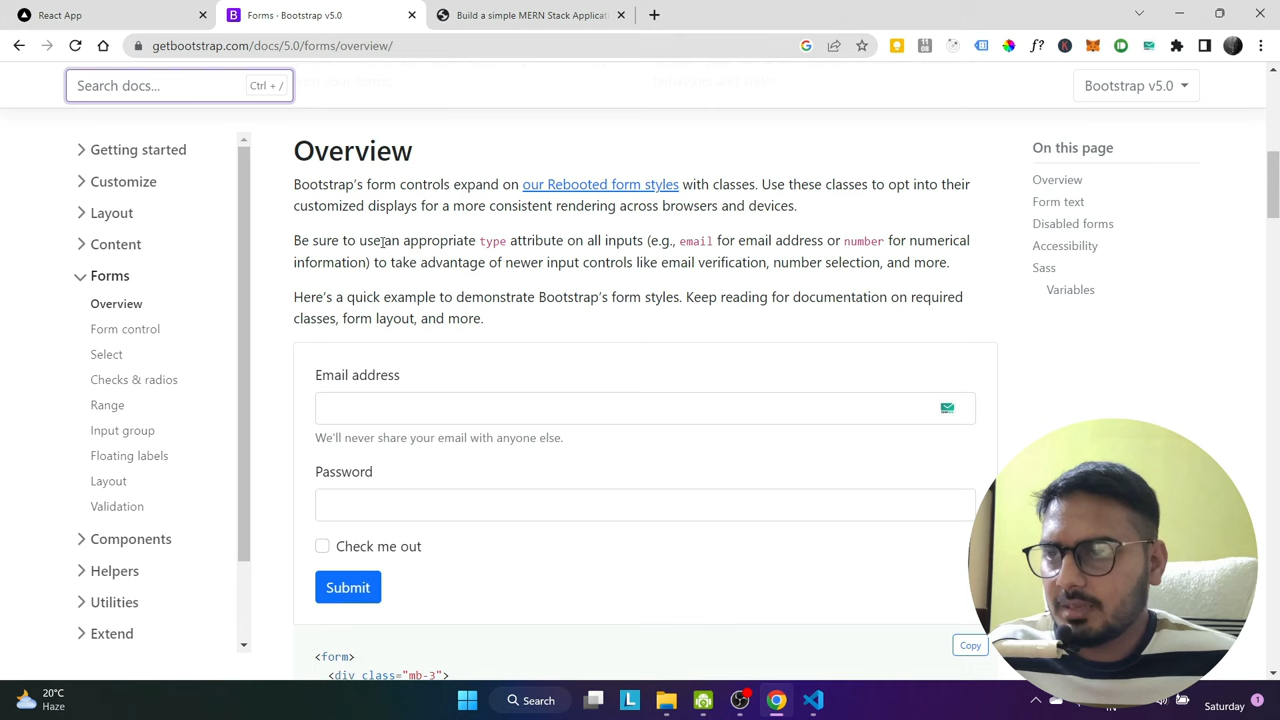 React App
Forms · Bootstrap v5.0
Build a simple MERN Stack Applicat
getbootstrap.com/docs/5.0/forms/overview/
Search docs...
Ctrl + /
Bootstrap v5.0
Getting started
Customize
Layout
Content
Forms
Overview
Form control
Select
Checks & radios
Range
Input group
Floating labels
Layout
Validation
Components
Helpers
Utilities
Extend
Overview
Bootstrap's form controls expand on our Rebooted form styles with classes. Use these classes to opt into their
customized displays for a more consistent rendering across browsers and devices.
Be sure to use an appropriate type attribute on all inputs (e.g., email for email address or number for numerical
information) to take advantage of newer input controls like email verification, number selection, and more.
Here's a quick example to demonstrate Bootstrap's form styles. Keep reading for documentation on required
classes, form layout, and more.
Email address
We'll never share your email with anyone else.
Password
Check me out
Submit
Copy
<form>
<div class="mb-3">
On this page
Overview
Form text
Disabled forms
Accessibility
Sass
Variables
20°C
Haze
Search
Saturday
1